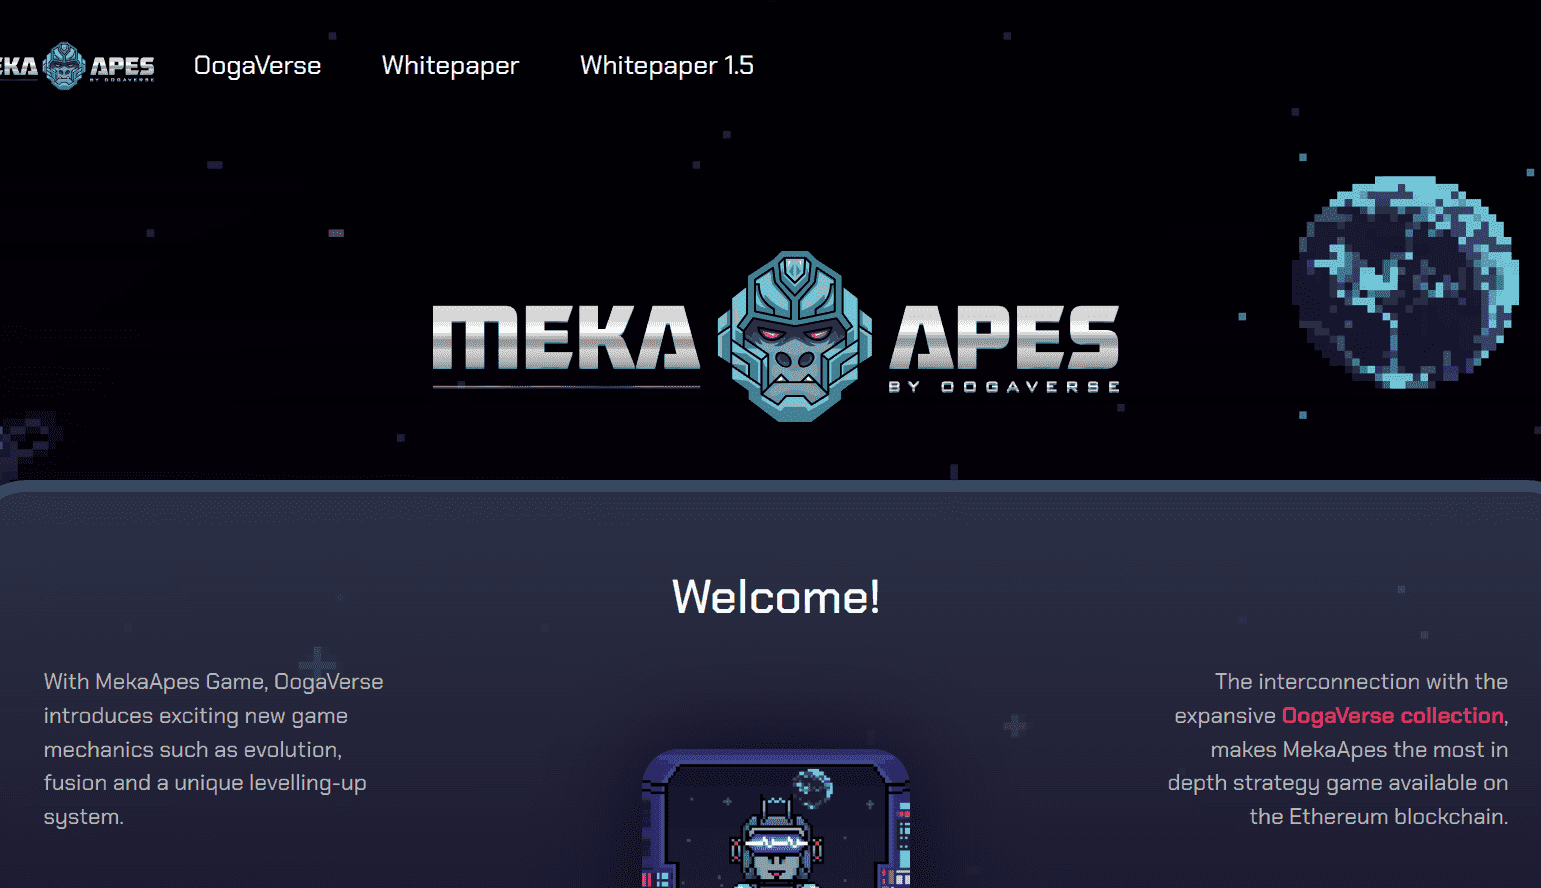 EKA APES
BY OOGAVERSE
OogaVerse
Whitepaper
Whitepaper 1.5
MEKA APES
BY OOGAVERSE
Welcome!
With MekaApes Game, OogaVerse
introduces exciting new game
mechanics such as evolution,
fusion and a unique levelling-up
system.
The interconnection with the
expansive OogaVerse collection,
makes MekaApes the most in
depth strategy game available on
the Ethereum blockchain.